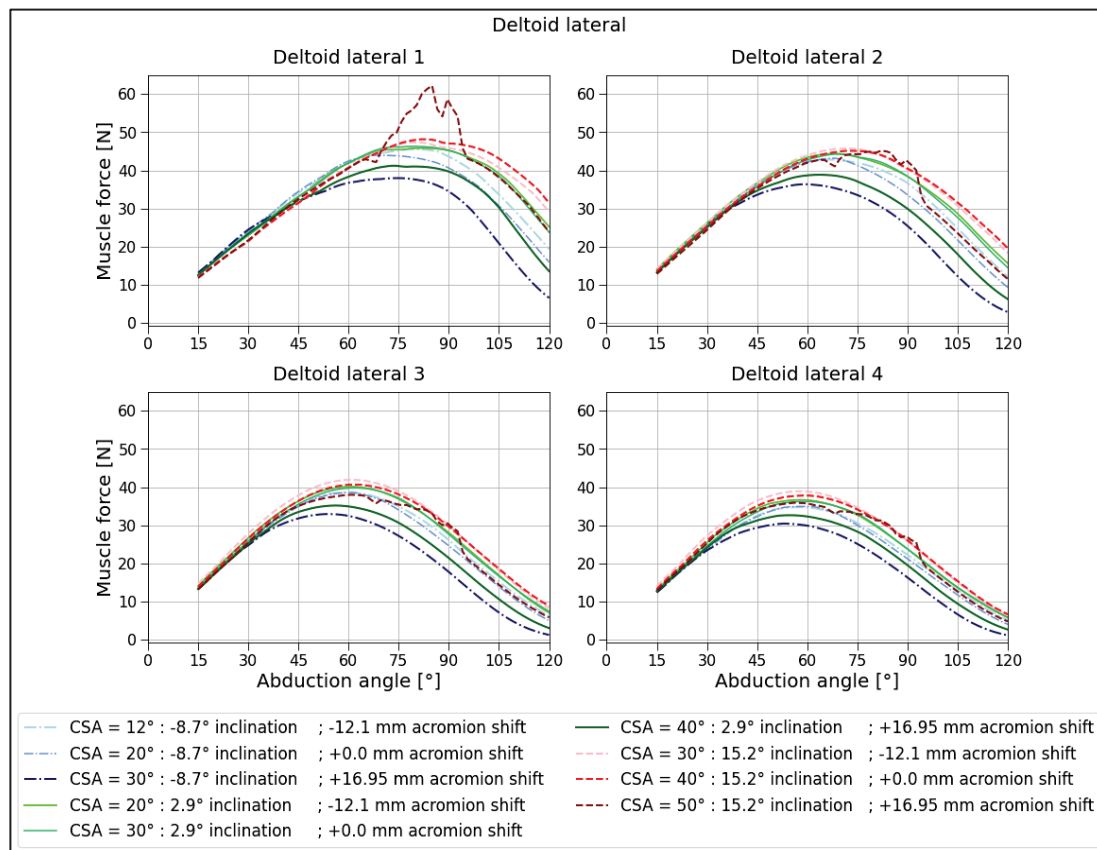 Deltoid lateral
Deltoid lateral 1
Deltoid lateral 2
Muscle force [N]
60
50
40
30
20
10
0
0 15 30 45 60 75 90 105 120
60
50
40
30
20
10
0
0 15 30 45 60 75 90 105 120
Deltoid lateral 3
Deltoid lateral 4
Muscle force [N]
60
50
40
30
20
10
0
0 15 30 45 60 75 90 105 120
Abduction angle [°]
60
50
40
30
20
10
0
0 15 30 45 60 75 90 105 120
Abduction angle [°]
CSA = 12° : -8.7° inclination ; -12.1 mm acromion shift
CSA = 20° : -8.7° inclination ; +0.0 mm acromion shift
CSA = 30° : -8.7° inclination ; +16.95 mm acromion shift
CSA = 20° : 2.9° inclination ; -12.1 mm acromion shift
CSA = 30° : 2.9° inclination ; +0.0 mm acromion shift
CSA = 40° : 2.9° inclination ; +16.95 mm acromion shift
CSA = 30° : 15.2° inclination ; -12.1 mm acromion shift
CSA = 40° : 15.2° inclination ; +0.0 mm acromion shift
CSA = 50° : 15.2° inclination ; +16.95 mm acromion shift